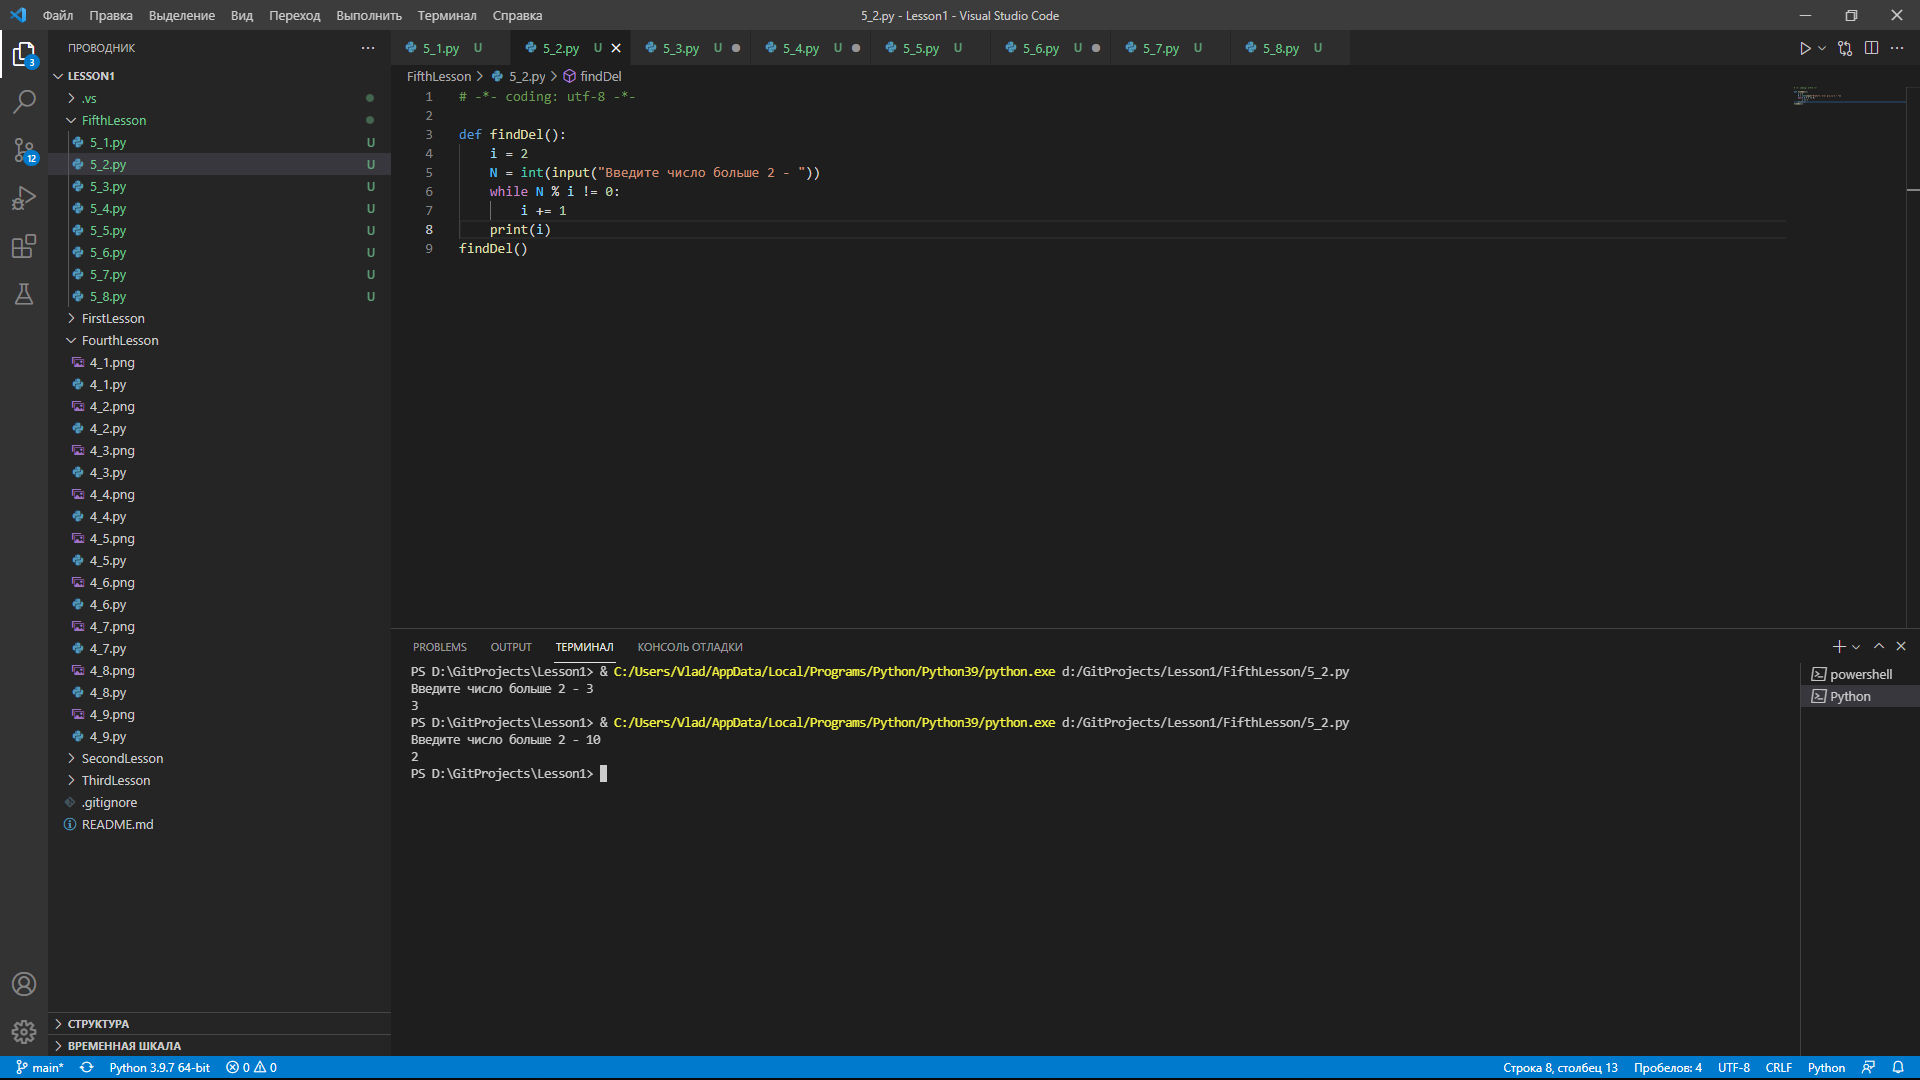 Файл Правка Выделение Вид Переход Выполнить Терминал Справка
5_2.py - Lesson1 - Visual Studio Code
ПРОВОДНИК
3
12
LESSON1
.vs
FifthLesson
5_1.py U
5_2.py U
5_3.py U
5_4.py U
5_5.py U
5_6.py U
5_7.py U
5_8.py U
FirstLesson
FourthLesson
4_1.png
4_1.py
4_2.png
4_2.py
4_3.png
4_3.py
4_4.png
4_4.py
4_5.png
4_5.py
4_6.png
4_6.py
4_7.png
4_7.py
4_8.png
4_8.py
4_9.png
4_9.py
SecondLesson
ThirdLesson
.gitignore
README.md
СТРУКТУРА
ВРЕМЕННАЯ ШКАЛА
5_1.py U 5_2.py U 5_3.py U 5_4.py U 5_5.py U 5_6.py U 5_7.py U 5_8.py U
FifthLesson > 5_2.py > findDel
1 # -*- coding: utf-8 -*-
2
3 def findDel():
4 i = 2
5 N = int(input("Введите число больше 2 - "))
6 while N % i != 0:
7 i += 1
8 print(i)
9 findDel()
PROBLEMS OUTPUT ТЕРМИНАЛ КОНСОЛЬ ОТЛАДКИ
PS D:\GitProjects\Lesson1> & C:/Users/Vlad/AppData/Local/Programs/Python/Python39/python.exe d:/GitProjects/Lesson1/FifthLesson/5_2.py
Введите число больше 2 - 3
3
PS D:\GitProjects\Lesson1> & C:/Users/Vlad/AppData/Local/Programs/Python/Python39/python.exe d:/GitProjects/Lesson1/FifthLesson/5_2.py
Введите число больше 2 - 10
2
PS D:\GitProjects\Lesson1>
powershell
Python
main* Python 3.9.7 64-bit 0 0 Строка 8, столбец 13 Пробелов: 4 UTF-8 CRLF Python